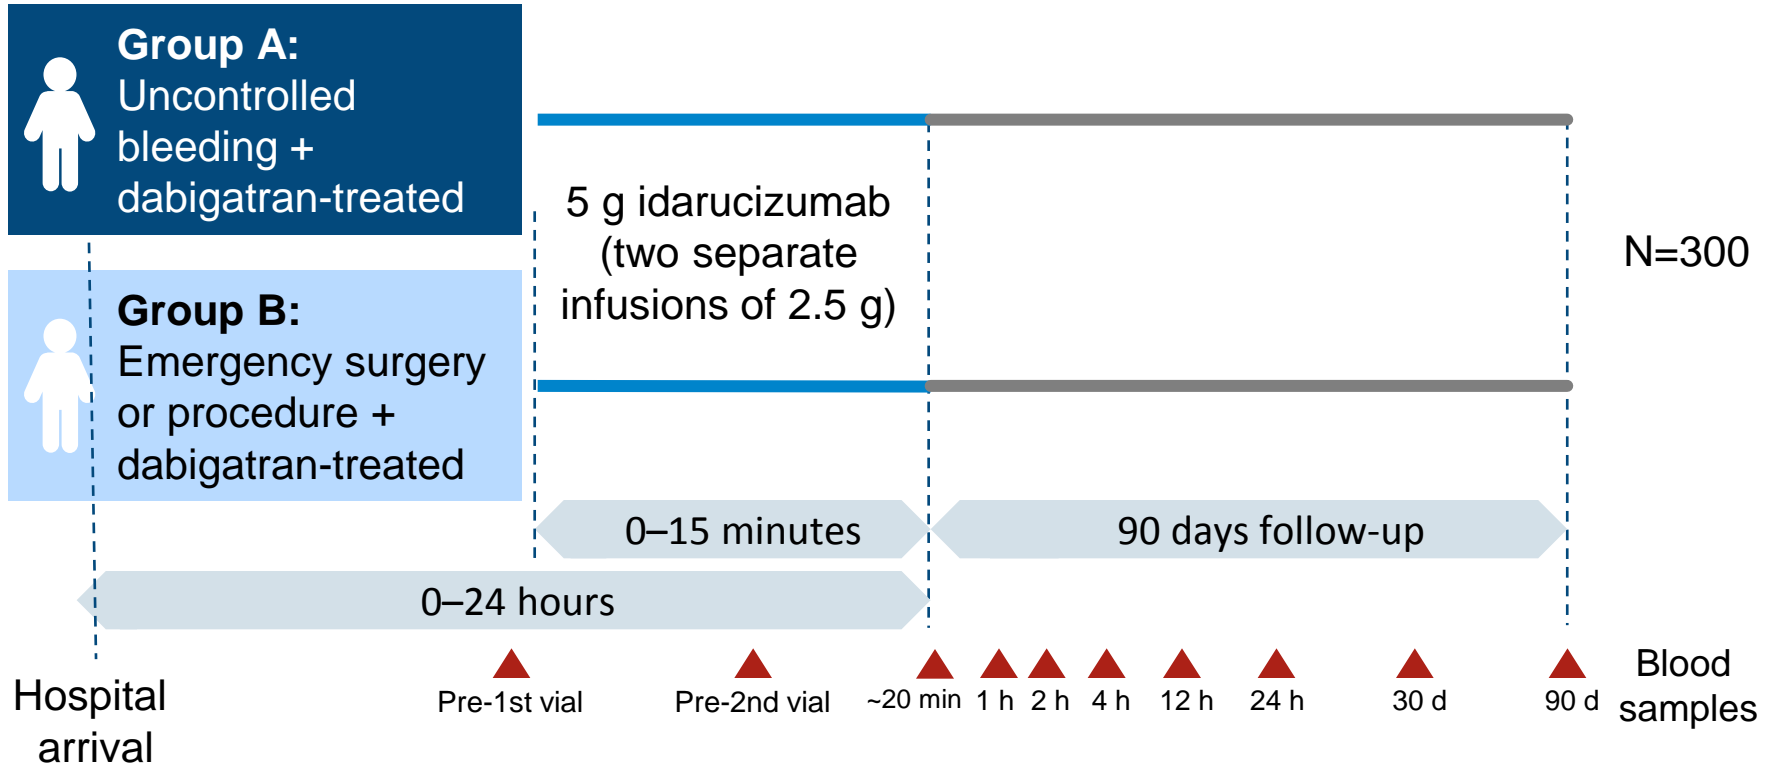 Group A:
Uncontrolled
bleeding +
dabigatran-treated
5 g idarucizumab
(two separate
infusions of 2.5 g)
N=300
Group B:
Emergency surgery
or procedure +
dabigatran-treated
0–15 minutes
90 days follow-up
0–24 hours
Hospital
arrival
Pre-1st vial
Pre-2nd vial
~20 min
1 h
2 h
4 h
12 h
24 h
30 d
90 d
Blood
samples